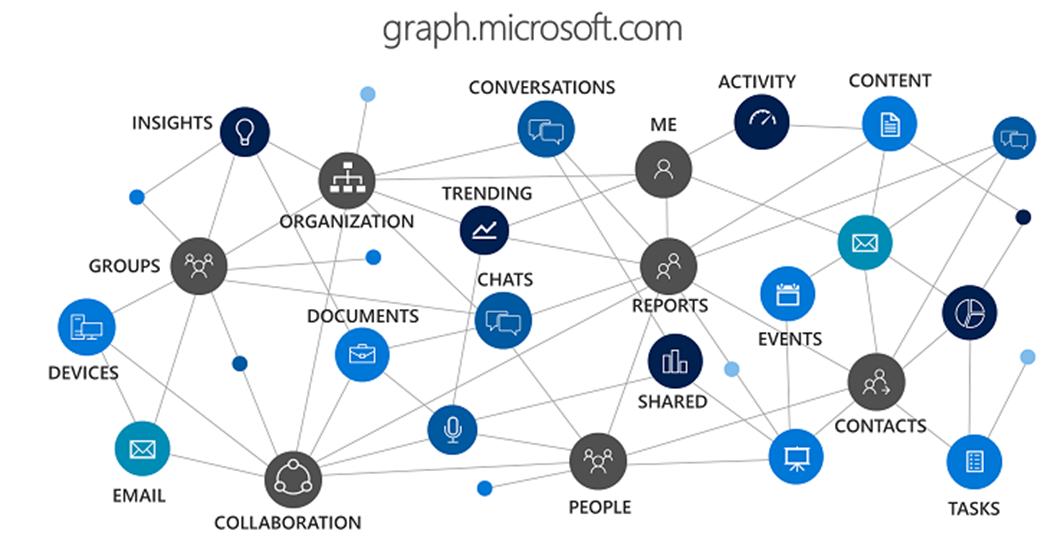 graph.microsoft.com
ACTIVITY
CONTENT
CONVERSATIONS
INSIGHTS
ME
TRENDING
ORGANIZATION
GROUPS
CHATS
REPORTS
DOCUMENTS
EVENTS
DEVICES
SHARED
CONTACTS
EMAIL
PEOPLE
TASKS
COLLABORATION